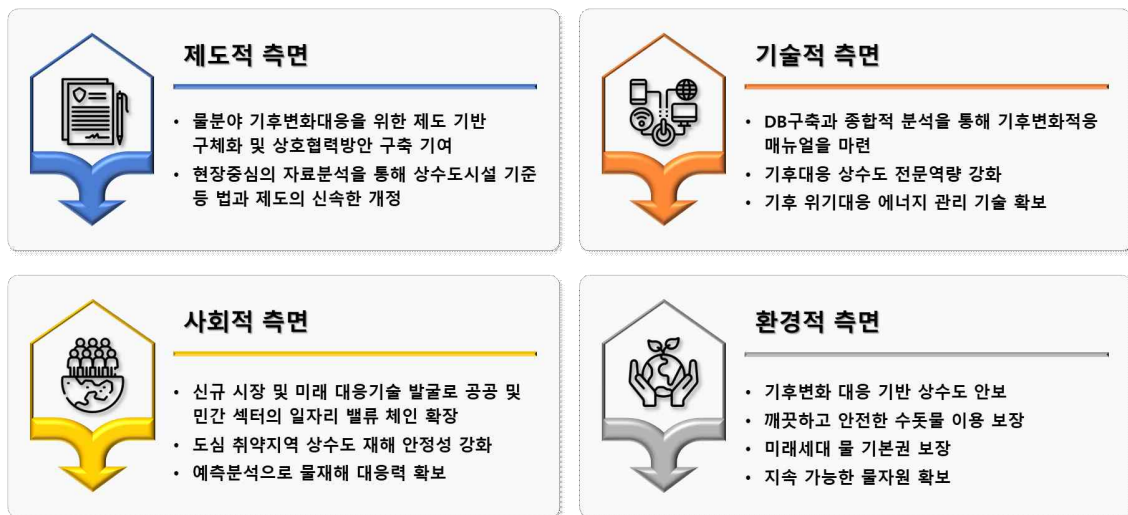 제도적 측면
• 물분야 기후변화대응을 위한 제도 기반
구체화 및 상호협력방안 구축 기여
• 현장중심의 자료분석을 통해 상수도시설 기준
등 법과 제도의 신속한 개정
기술적 측면
• DB구축과 종합적 분석을 통해 기후변화적응
매뉴얼을 마련
• 기후대응 상수도 전문역량 강화
• 기후 위기대응 에너지 관리 기술 확보
사회적 측면
• 신규 시장 및 미래 대응기술 발굴로 공공 및
민간 섹터의 일자리 밸류 체인 확장
• 도심 취약지역 상수도 재해 안정성 강화
• 예측분석으로 물재해 대응력 확보
환경적 측면
• 기후변화 대응 기반 상수도 안보
• 깨끗하고 안전한 수돗물 이용 보장
• 미래세대 물 기본권 보장
• 지속 가능한 물자원 확보